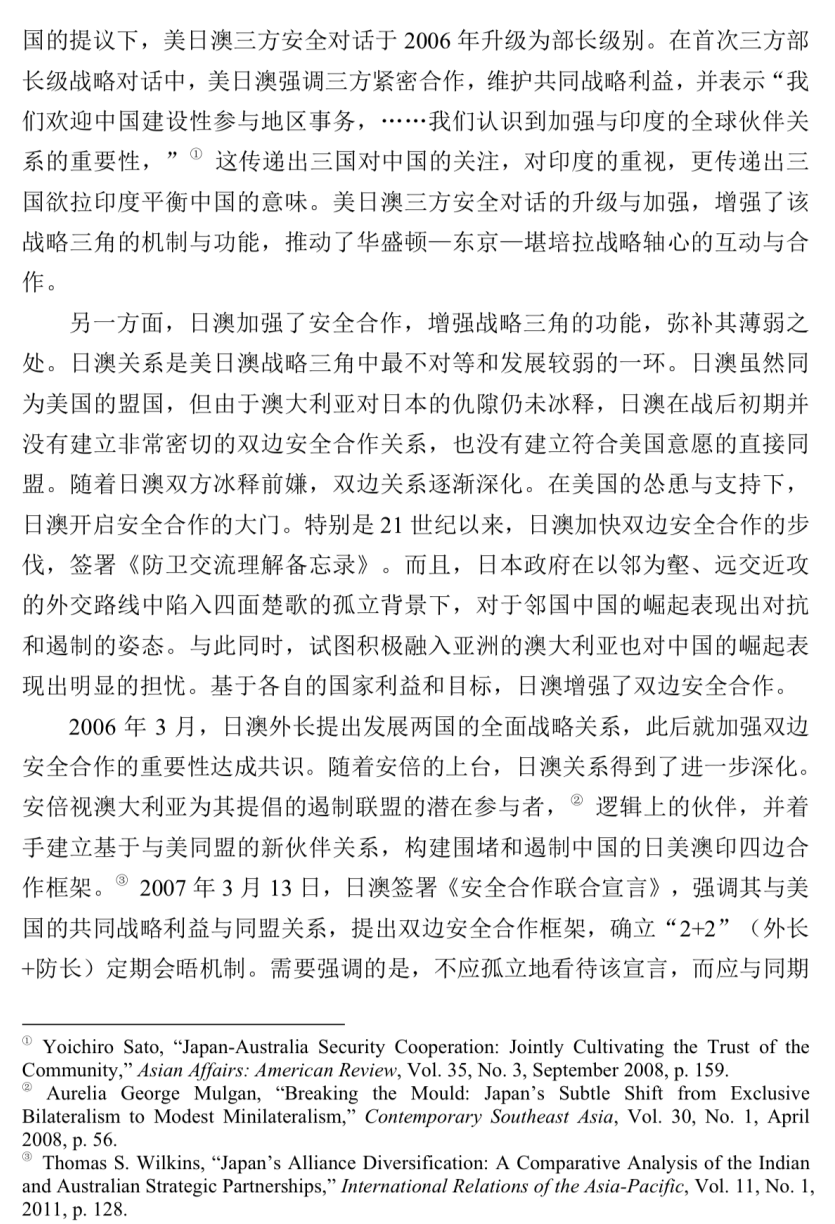 国的提议下，美日澳三方安全对话于 2006 年升级为部长级别。在首次三方部
长级战略对话中，美日澳强调三方紧密合作，维护共同战略利益，并表示“我
们欢迎中国建设性参与地区事务，……我们认识到加强与印度的全球伙伴关
系的重要性，”① 这传递出三国对中国的关注，对印度的重视，更传递出三
国欲拉印度平衡中国的意味。美日澳三方安全对话的升级与加强，增强了该
战略三角的机制与功能，推动了华盛顿—东京—堪培拉战略轴心的互动与合
作。
另一方面，日澳加强了安全合作，增强战略三角的功能，弥补其薄弱之
处。日澳关系是美日澳战略三角中最不对等和发展较弱的一环。日澳虽然同
为美国的盟国，但由于澳大利亚对日本的仇隙仍未冰释，日澳在战后初期并
没有建立非常密切的双边安全合作关系，也没有建立符合美国意愿的直接同
盟。随着日澳双方冰释前嫌，双边关系逐渐深化。在美国的怂恿与支持下，
日澳开启安全合作的大门。特别是 21 世纪以来，日澳加快双边安全合作的步
伐，签署《防卫交流理解备忘录》。而且，日本政府在以邻为壑、远交近攻
的外交路线中陷入四面楚歌的孤立背景下，对于邻国中国的崛起表现出对抗
和遏制的姿态。与此同时，试图积极融入亚洲的澳大利亚也对中国的崛起表
现出明显的担忧。基于各自的国家利益和目标，日澳增强了双边安全合作。
2006 年 3 月，日澳外长提出发展两国的全面战略关系，此后就加强双边
安全合作的重要性达成共识。随着安倍的上台，日澳关系得到了进一步深化。
安倍视澳大利亚为其提倡的遏制联盟的潜在参与者，② 逻辑上的伙伴，并着
手建立基于与美同盟的新伙伴关系，构建围堵和遏制中国的日美澳印四边合
作框架。③ 2007 年 3 月 13 日，日澳签署《安全合作联合宣言》，强调其与美
国的共同战略利益与同盟关系，提出双边安全合作框架，确立“2+2”（外长
+防长）定期会晤机制。需要强调的是，不应孤立地看待该宣言，而应与同期
① Yoichiro Sato, “Japan-Australia Security Cooperation: Jointly Cultivating the Trust of the
Community,” Asian Affairs: American Review, Vol. 35, No. 3, September 2008, p. 159.
② Aurelia George Mulgan, “Breaking the Mould: Japan’s Subtle Shift from Exclusive
Bilateralism to Modest Minilateralism,” Contemporary Southeast Asia, Vol. 30, No. 1, April
2008, p. 56.
③ Thomas S. Wilkins, “Japan’s Alliance Diversification: A Comparative Analysis of the Indian
and Australian Strategic Partnerships,” International Relations of the Asia-Pacific, Vol. 11, No. 1,
2011, p. 128.